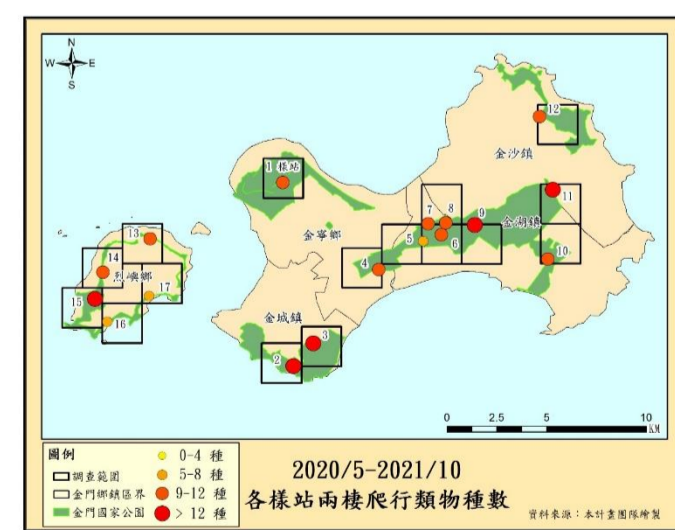 N
W E
S
12
金沙鎮
1 樣站
11
7 8 9 金湖鎮
金寧鄉
13
5 6
14
烈嶼鄉
4
10
17
15
16
金城鎮
3
2
0 2.5 5 10
KM
圖例
調查範圍
金門鄉鎮區界
金門國家公園
0-4 種
5-8 種
9-12 種
> 12 種
2020/5-2021/10
各樣站兩棲爬行類物種數
資料來源：本計畫團隊繪製